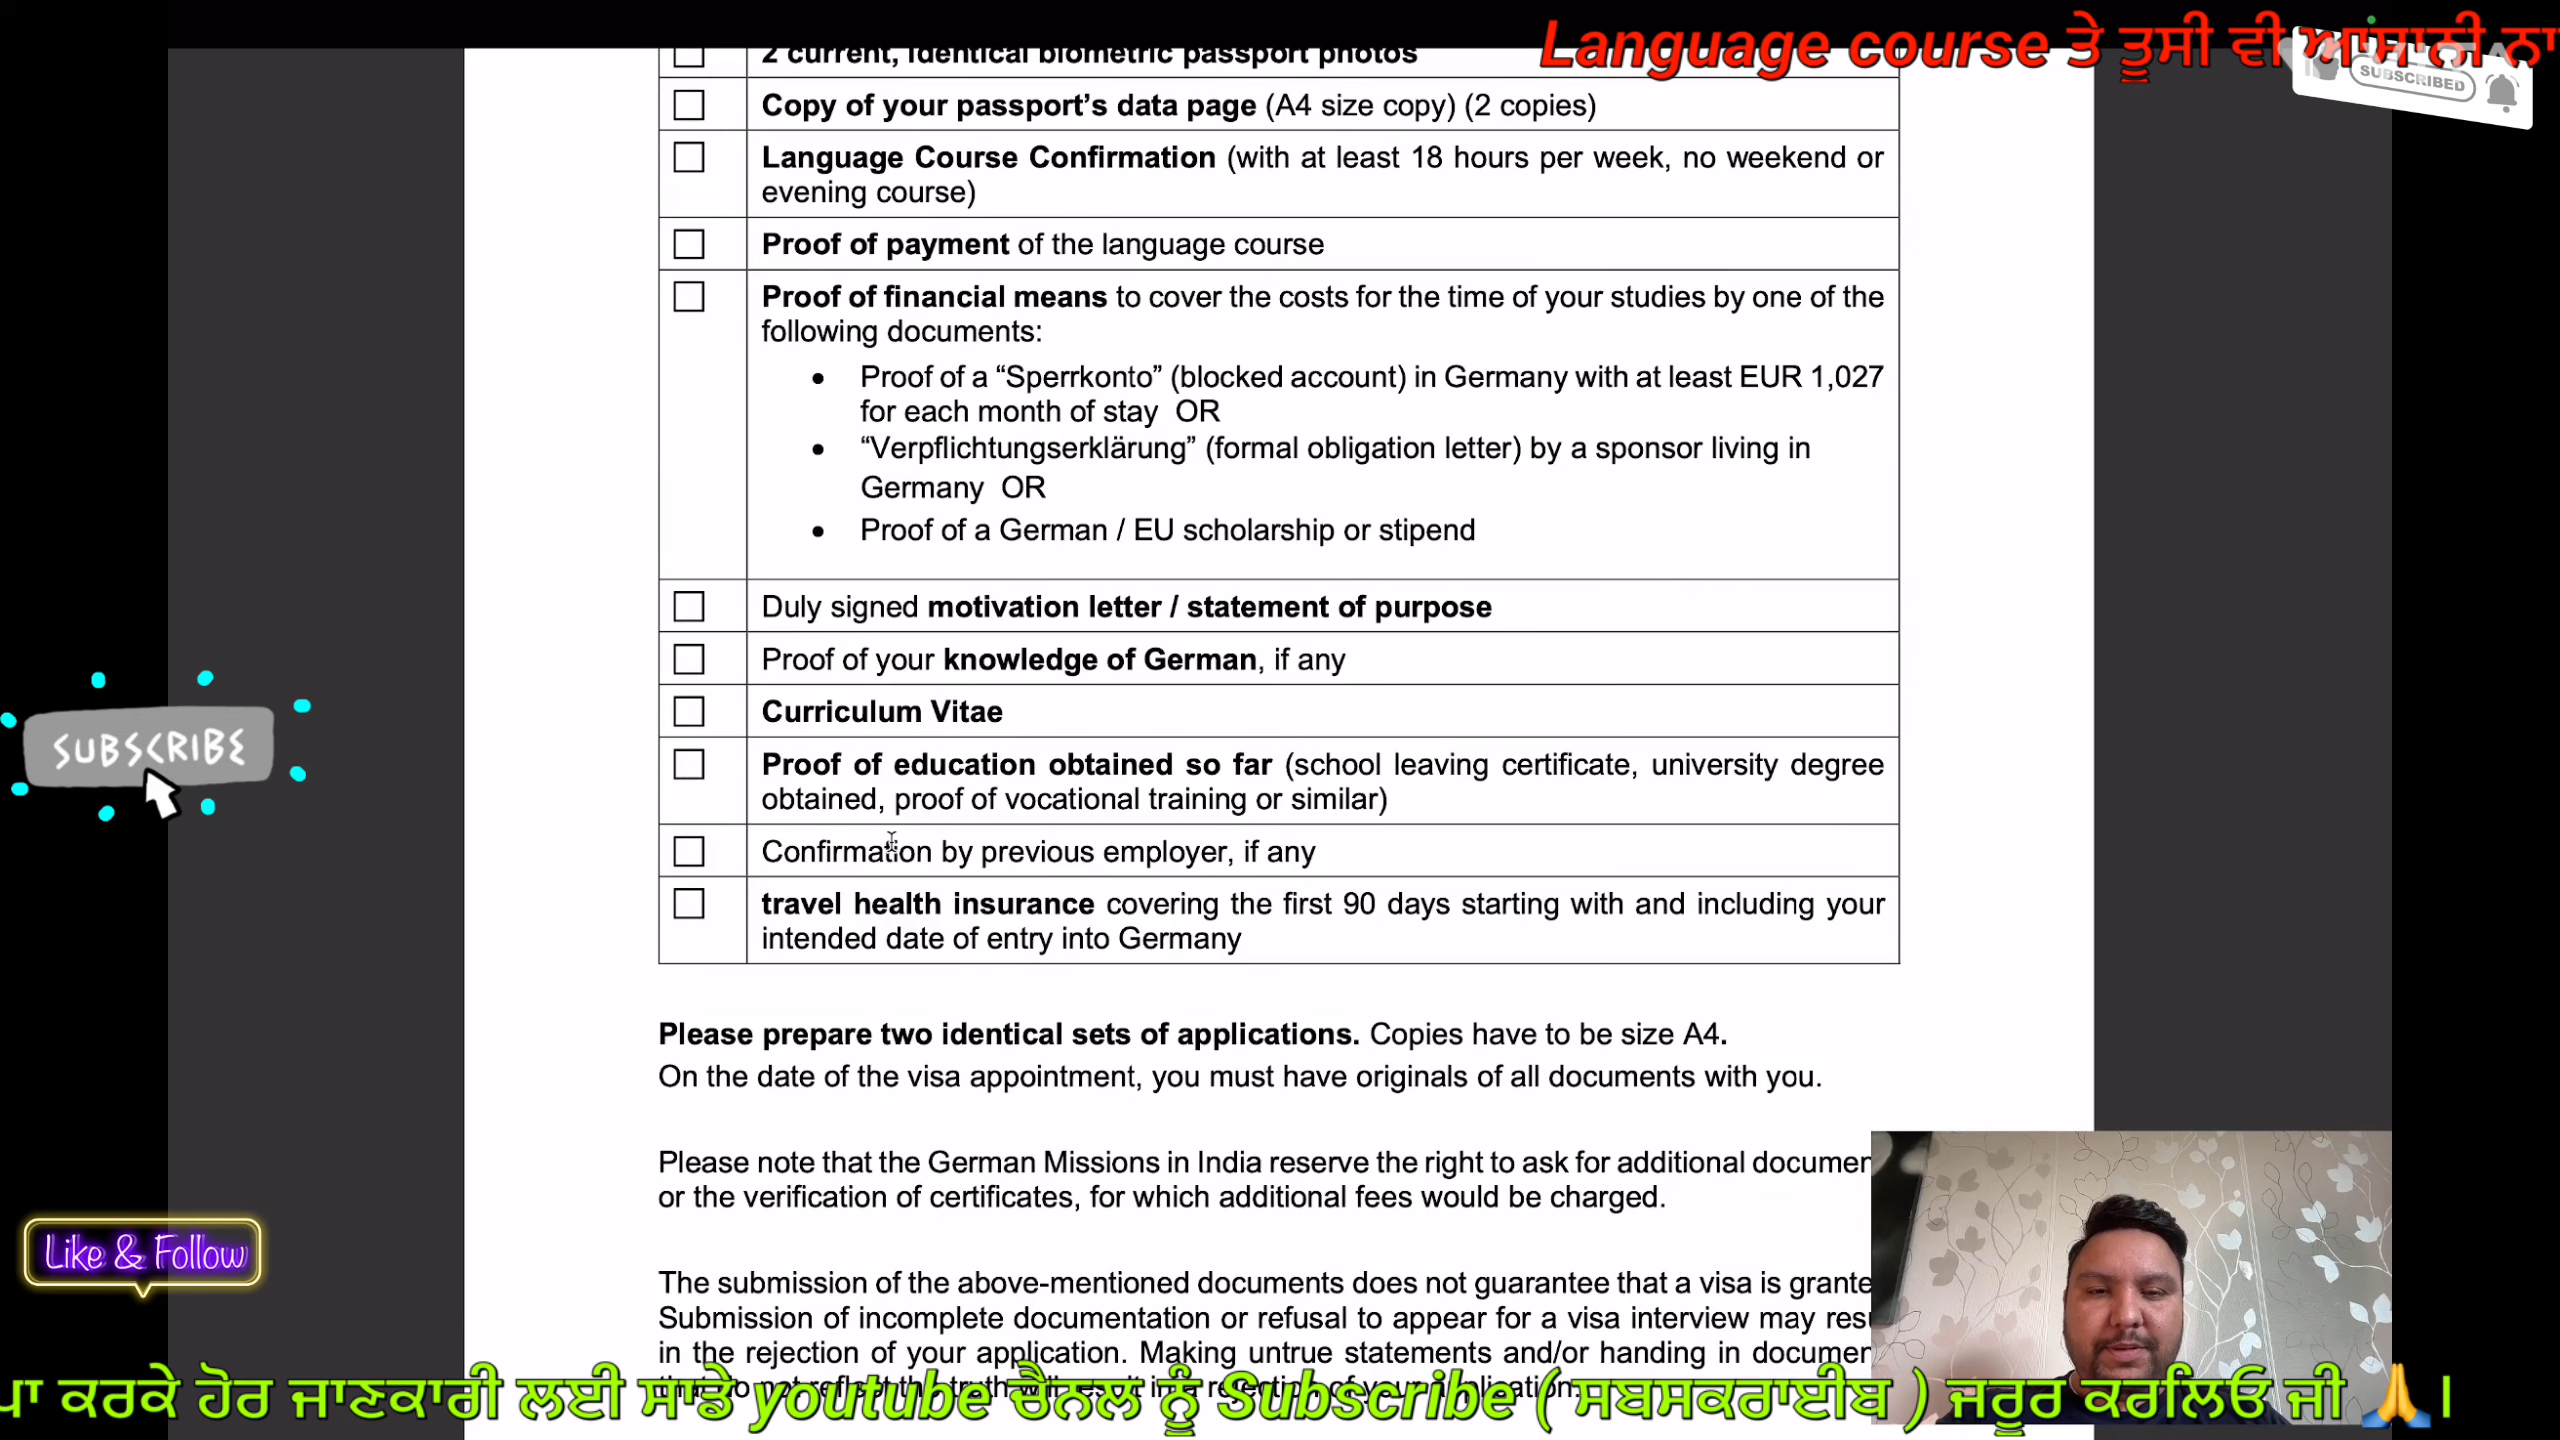 Language course ਤੇ ਤੂਸੀ ਵੀ ਆਸਾਨੀ ਨਾ
SUBSCRIBED
2 current, identical biometric passport photos
Copy of your passport’s data page (A4 size copy) (2 copies)
Language Course Confirmation (with at least 18 hours per week, no weekend or
evening course)
Proof of payment of the language course
Proof of financial means to cover the costs for the time of your studies by one of the
following documents:
• Proof of a “Sperrkonto” (blocked account) in Germany with at least EUR 1,027
for each month of stay OR
• “Verpflichtungserklärung” (formal obligation letter) by a sponsor living in
Germany OR
• Proof of a German / EU scholarship or stipend
Duly signed motivation letter / statement of purpose
Proof of your knowledge of German, if any
Curriculum Vitae
SUBSCRIBE
Proof of education obtained so far (school leaving certificate, university degree
obtained, proof of vocational training or similar)
Confirmation by previous employer, if any
travel health insurance covering the first 90 days starting with and including your
intended date of entry into Germany
Please prepare two identical sets of applications. Copies have to be size A4.
On the date of the visa appointment, you must have originals of all documents with you.
Please note that the German Missions in India reserve the right to ask for additional documen
or the verification of certificates, for which additional fees would be charged.
Like & Follow
The submission of the above-mentioned documents does not guarantee that a visa is grante
Submission of incomplete documentation or refusal to appear for a visa interview may resu
in the rejection of your application. Making untrue statements and/or handing in documen
ਪਾ ਕਰਕੇ ਹੋਰ ਜਾਣਕਾਰੀ ਲਈ ਸਾਡੇ youtube ਚੈਨਲ ਨੂੰ Subscribe ( ਸਬਸਕਰਾਈਬ ) ਜਰੂਰ ਕਰਲਿਓ ਜੀ 🙏।